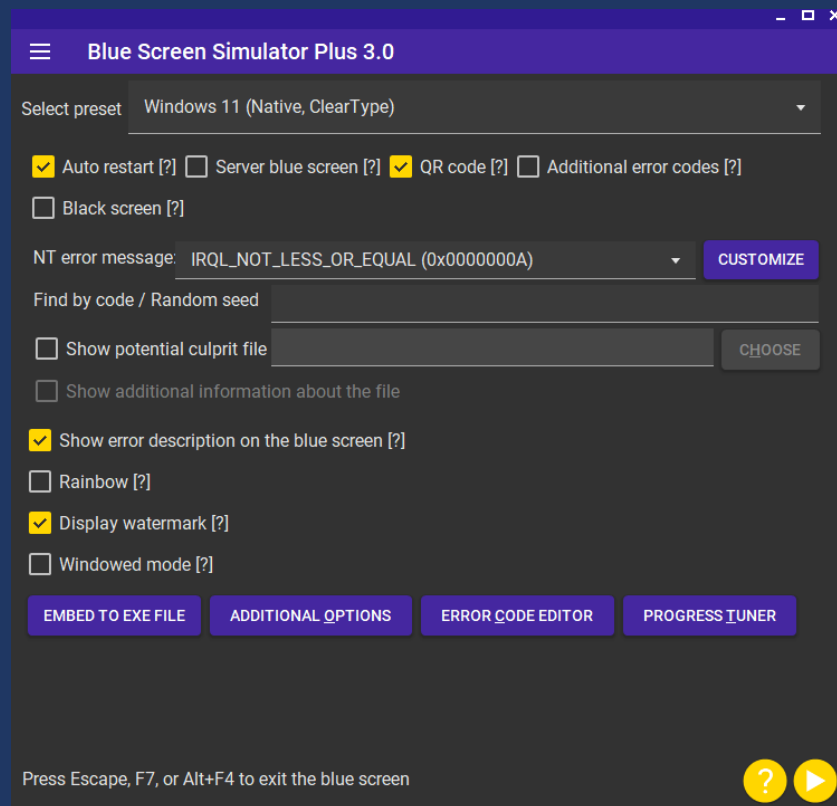 Blue Screen Simulator Plus 3.0
Select preset Windows 11 (Native, ClearType)
Auto restart [?] Server blue screen [?] QR code [?] Additional error codes [?]
Black screen [?]
NT error message: IRQL_NOT_LESS_OR_EQUAL (0x0000000A) CUSTOMIZE
Find by code / Random seed
Show potential culprit file CHOOSE
Show additional information about the file
Show error description on the blue screen [?]
Rainbow [?]
Display watermark [?]
Windowed mode [?]
EMBED TO EXE FILE ADDITIONAL OPTIONS ERROR CODE EDITOR PROGRESS TUNER
Press Escape, F7, or Alt+F4 to exit the blue screen ?